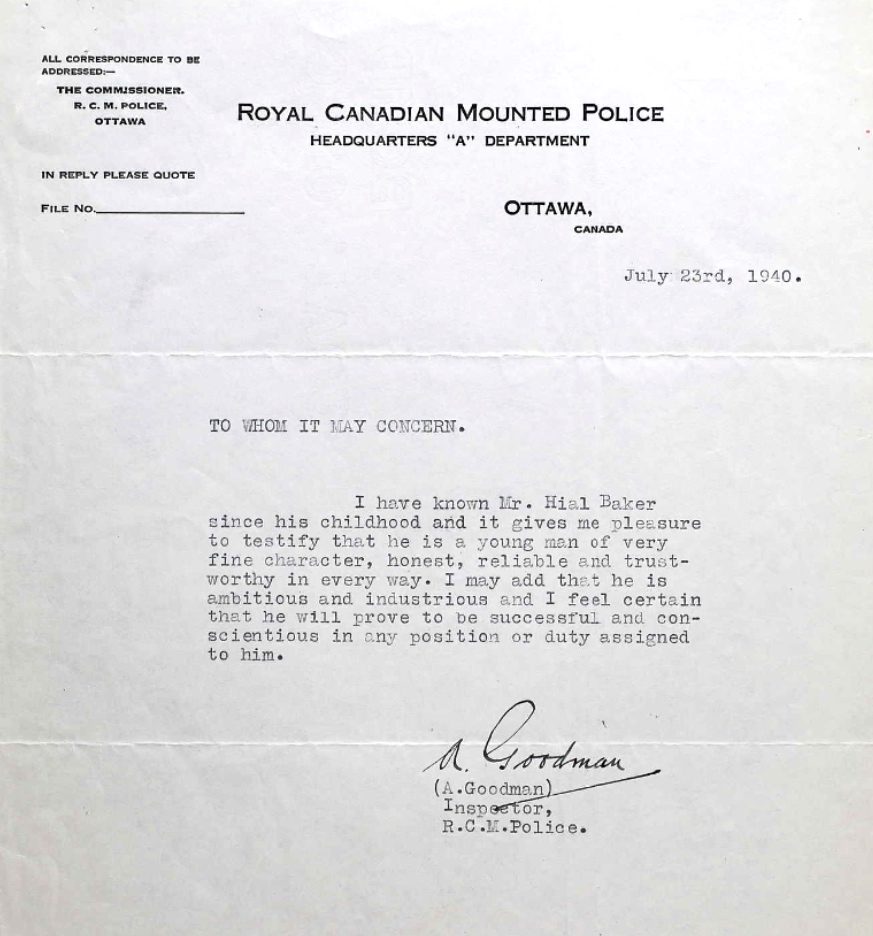 ALL CORRESPONDENCE TO BE
ADDRESSED:—
THE COMMISSIONER.
R. C. M. POLICE,
OTTAWA
ROYAL CANADIAN MOUNTED POLICE
HEADQUARTERS "A" DEPARTMENT
IN REPLY PLEASE QUOTE
FILE NO.
OTTAWA,
CANADA
July 23rd, 1940.
TO WHOM IT MAY CONCERN.
I have known Mr. Hial Baker
since his childhood and it gives me pleasure
to testify that he is a young man of very
fine character, honest, reliable and trust-
worthy in every way. I may add that he is
ambitious and industrious and I feel certain
that he will prove to be successful and con-
scientious in any position or duty assigned
to him.
A. Goodman
(A.Goodman)
Inspector,
R.C.M.Police.